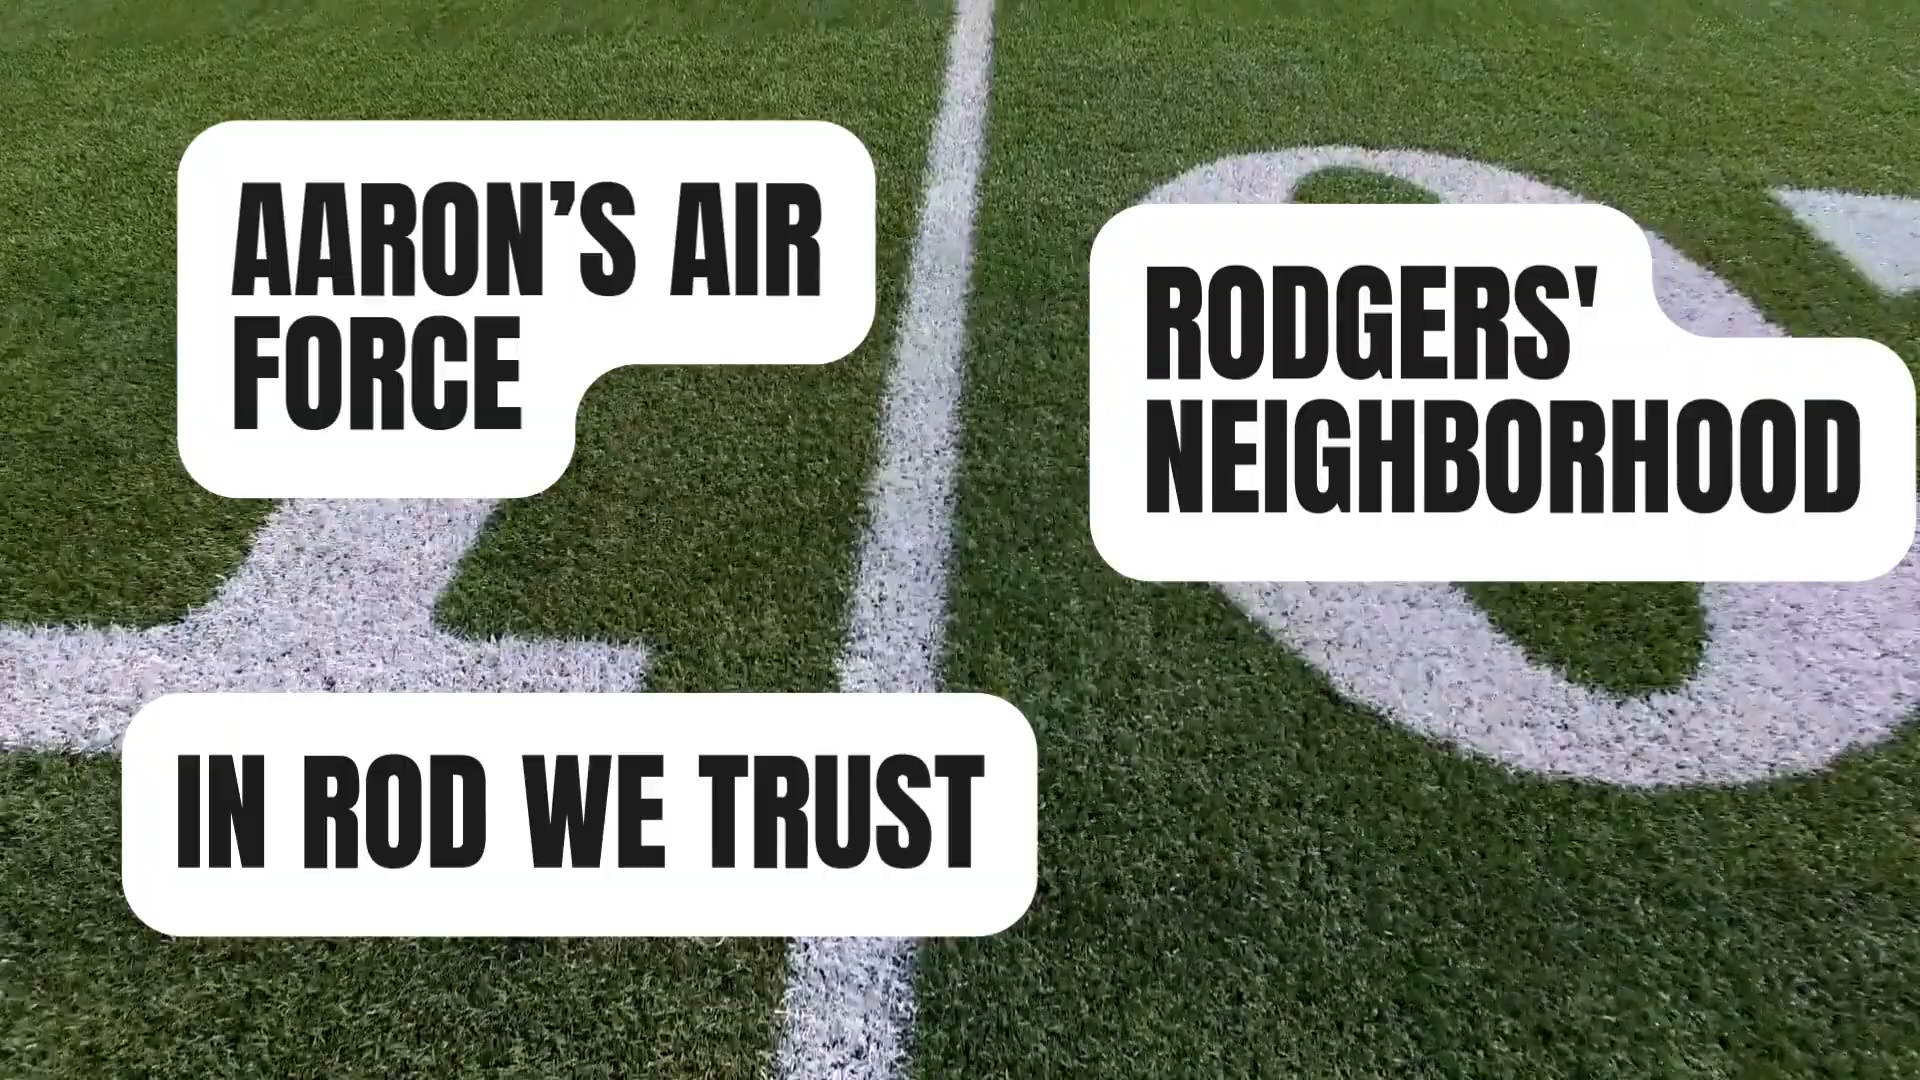 AARON’S AIR
FORCE
RODGERS'
NEIGHBORHOOD
IN ROD WE TRUST